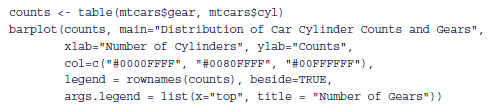 counts <- table(mtcars$gear, mtcars$cyl)
barplot(counts, main="Distribution of Car Cylinder Counts and Gears",
xlab="Number of Cylinders", ylab="Counts",
col=c("#0000FFFF", "#0080FFFF", "#00FFFFFF"),
legend = rownames(counts), beside=TRUE,
args.legend = list(x="top", title = "Number of Gears"))